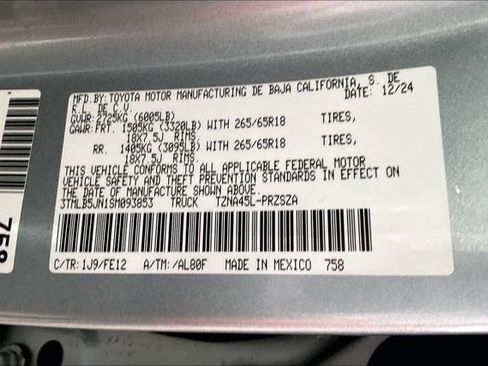 MFD.BY:TOYOTA MOTOR MANUFACTURING DE BAJA CALIFORNIA, S. DE
R.L. DE C.V. DATE: 12/24
GVWR: 2725KG (6005LB)
GAWR:FRT. 1505KG (3320LB) WITH 265/65R18 TIRES,
18X7.5J RIMS.
RR. 1405KG (3095LB) WITH 265/65R18 TIRES,
18X7.5J RIMS.
THIS VEHICLE CONFORMS TO ALL APPLICABLE FEDERAL MOTOR
VEHICLE SAFETY AND THEFT PREVENTION STANDARDS IN EFFECT ON
THE DATE OF MANUFACTURE SHOWN ABOVE.
3TMLB5JN1SM093053 TRUCK TZNA45L-PRZSZA
C/TR: 1J9/FE12 A/TM: /AL80F MADE IN MEXICO 758
758